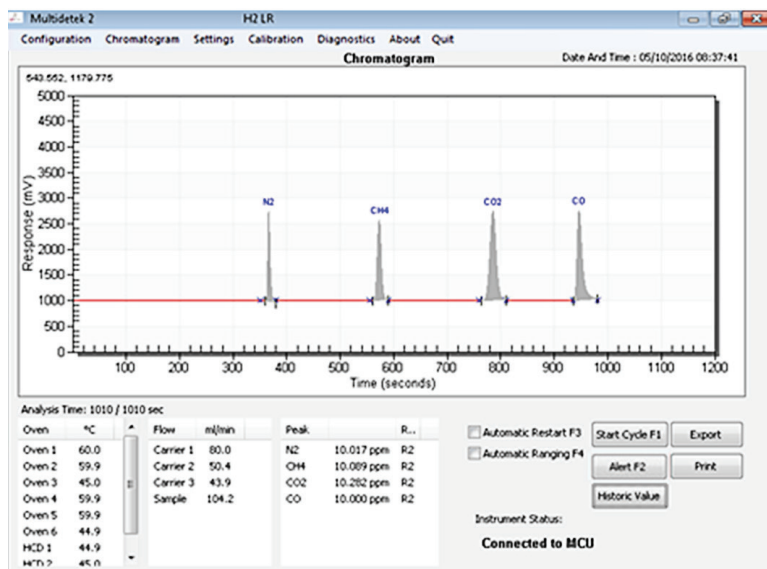 Multidetek 2 H2 LR
Configuration Chromatogram Settings Calibration Diagnostics About Quit
Chromatogram Date And Time : 05/10/2016 08:37:41
543.552, 1179.775
Response (mV)
5000
4500
4000
3500
3000
2500
2000
1500
1000
500
0
N2 CH4 CO2 CO
100 200 300 400 500 600 700 800 900 1000 1100 1200
Time (seconds)
Analysis Time: 1010 / 1010 sec
Oven °C
Oven 1 60.0
Oven 2 59.9
Oven 3 45.0
Oven 4 59.9
Oven 5 59.9
Oven 6 44.9
HCD 1 44.9
HCD 2 45.0
Flow ml/min
Carrier 1 80.0
Carrier 2 50.4
Carrier 3 43.9
Sample 104.2
Peak R...
N2 10.017 ppm R2
CH4 10.089 ppm R2
CO2 10.282 ppm R2
CO 10.000 ppm R2
Automatic Restart F3
Automatic Ranging F4
Start Cycle F1 Export
Alert F2 Print
Historic Value
Instrument Status:
Connected to MCU